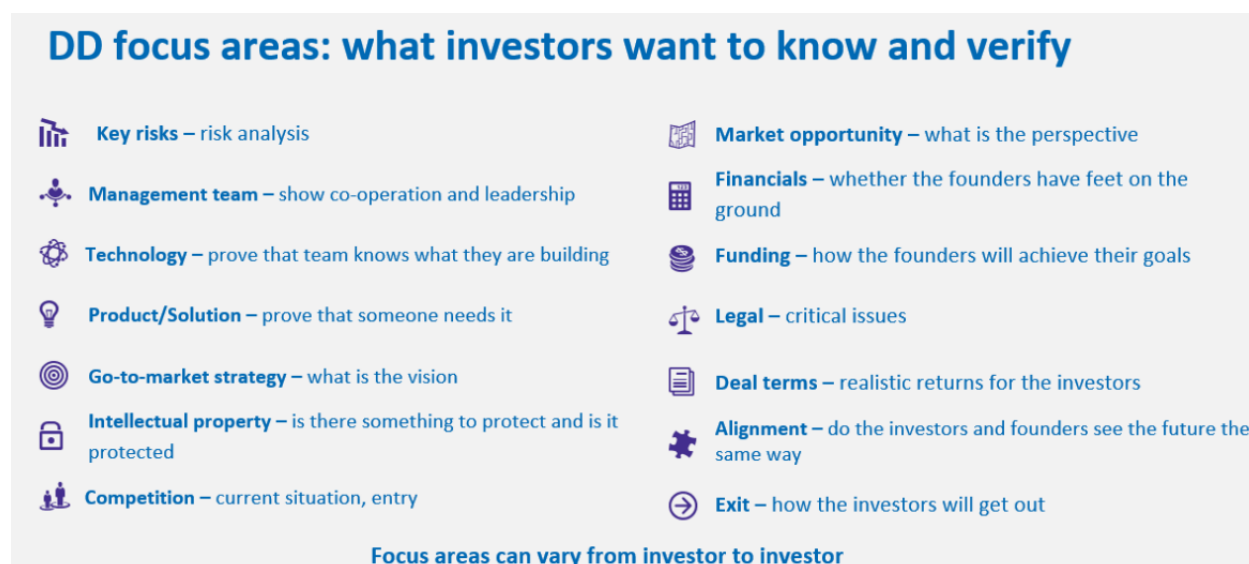 DD focus areas: what investors want to know and verify
Key risks – risk analysis
Management team – show co-operation and leadership
Technology – prove that team knows what they are building
Product/Solution – prove that someone needs it
Go-to-market strategy – what is the vision
Intellectual property – is there something to protect and is it
protected
Competition – current situation, entry
Market opportunity – what is the perspective
Financials – whether the founders have feet on the
ground
Funding – how the founders will achieve their goals
Legal – critical issues
Deal terms – realistic returns for the investors
Alignment – do the investors and founders see the future the
same way
Exit – how the investors will get out
Focus areas can vary from investor to investor